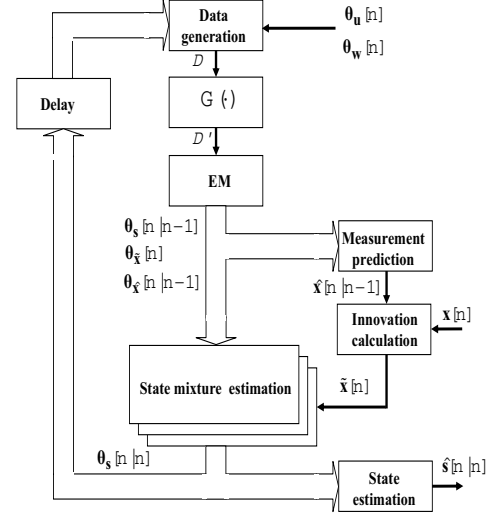 Data
generation
θu[n]
θw[n]
D
Delay
G(·)
D'
EM
θs[n|n-1]
θx̃[n]
θx̂[n|n-1]
Measurement
prediction
x̂[n|n-1]
Innovation
calculation
x[n]
State mixture estimation
x̃[n]
θs[n|n]
State
estimation
ŝ[n|n]